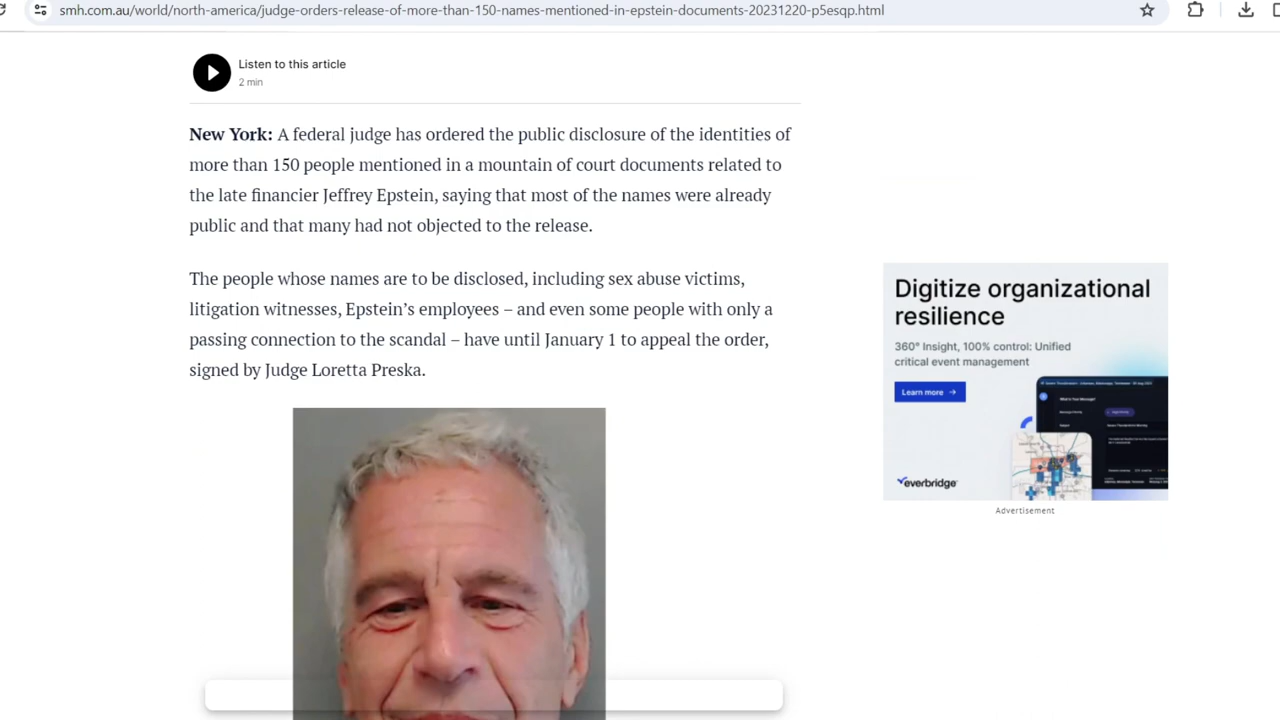 smh.com.au/world/north-america/judge-orders-release-of-more-than-150-names-mentioned-in-epstein-documents-20231220-p5esqp.html
Listen to this article
2 min
New York: A federal judge has ordered the public disclosure of the identities of
more than 150 people mentioned in a mountain of court documents related to
the late financier Jeffrey Epstein, saying that most of the names were already
public and that many had not objected to the release.
The people whose names are to be disclosed, including sex abuse victims,
litigation witnesses, Epstein’s employees – and even some people with only a
passing connection to the scandal – have until January 1 to appeal the order,
signed by Judge Loretta Preska.
Digitize organizational
resilience
360° Insight, 100% control: Unified
critical event management
Learn more →
everbridge
Advertisement